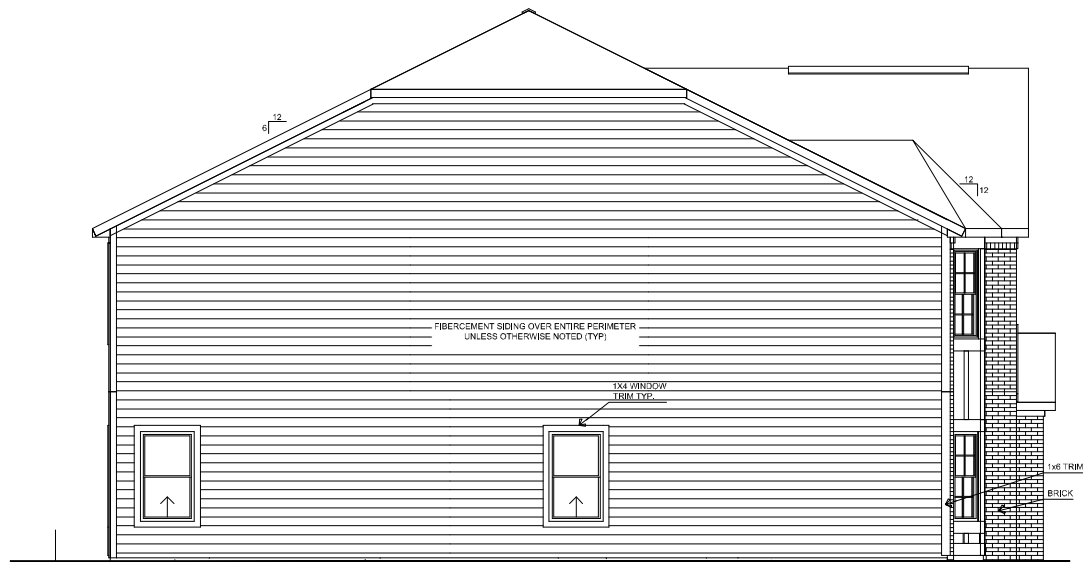 12
6
12
12
FIBERCEMENT SIDING OVER ENTIRE PERIMETER
UNLESS OTHERWISE NOTED (TYP)
1X4 WINDOW
TRIM TYP.
1x6 TRIM
BRICK